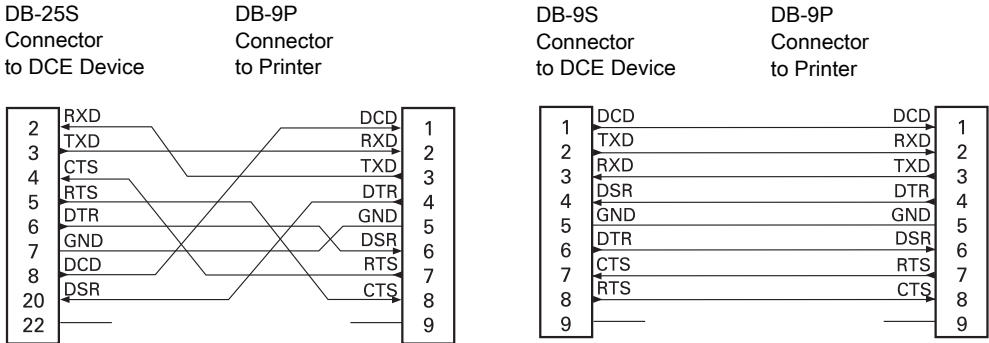 DB-25S
Connector
to DCE Device
DB-9P
Connector
to Printer
2
3
4
5
6
7
8
20
22
RXD
TXD
CTS
RTS
DTR
GND
DCD
DSR
DCD
RXD
TXD
DTR
GND
DSR
RTS
CTS
1
2
3
4
5
6
7
8
9
DB-9S
Connector
to DCE Device
DB-9P
Connector
to Printer
1
2
3
4
5
6
7
8
9
DCD
TXD
RXD
DSR
GND
DTR
CTS
RTS
DCD
RXD
TXD
DTR
GND
DSR
RTS
CTS
1
2
3
4
5
6
7
8
9